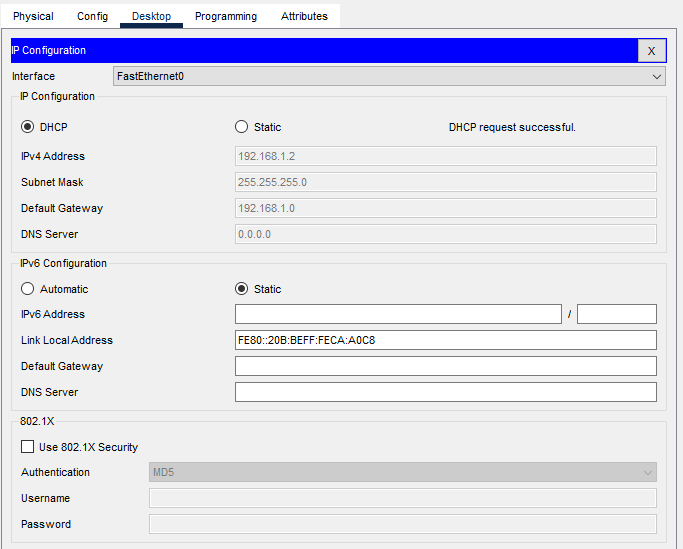 Physical Config Desktop Programming Attributes
IP Configuration X
Interface FastEthernet0
IP Configuration
DHCP Static DHCP request successful.
IPv4 Address 192.168.1.2
Subnet Mask 255.255.255.0
Default Gateway 192.168.1.0
DNS Server 0.0.0.0
IPv6 Configuration
Automatic Static
IPv6 Address /
Link Local Address FE80::20B:BEFF:FECA:A0C8
Default Gateway
DNS Server
802.1X
Use 802.1X Security
Authentication MD5
Username
Password